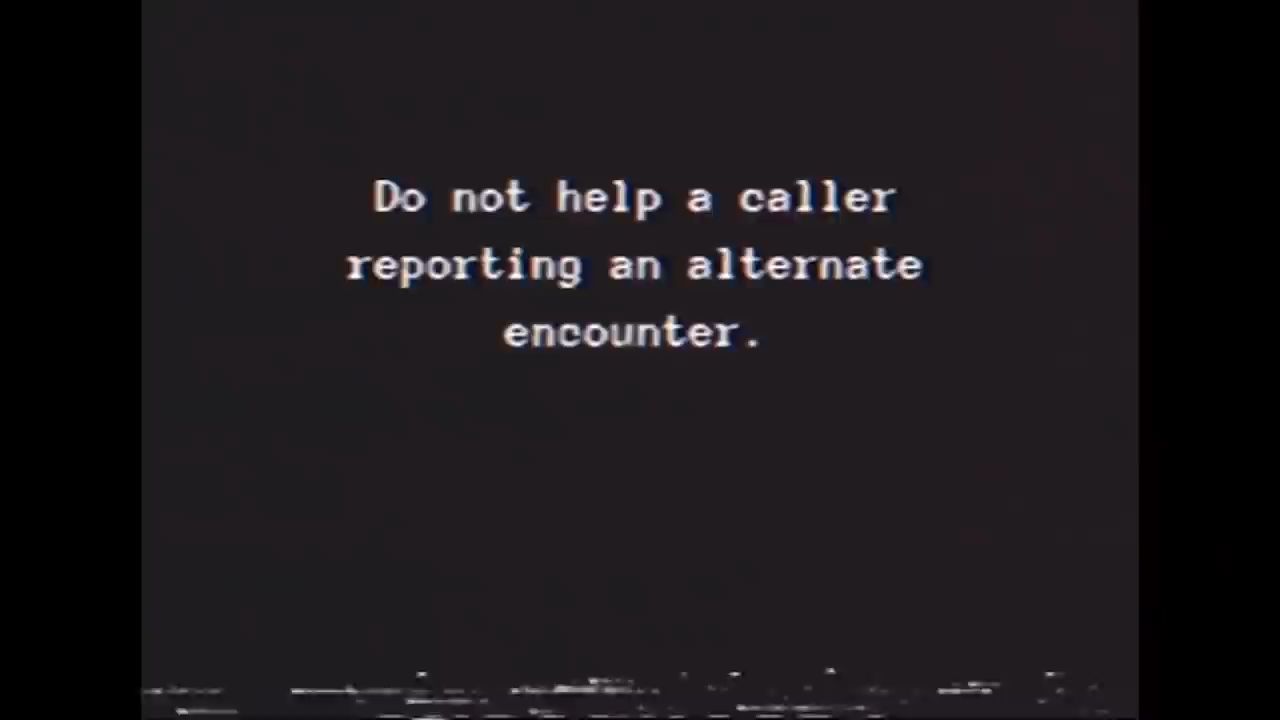 Do not help a caller
reporting an alternate
encounter.